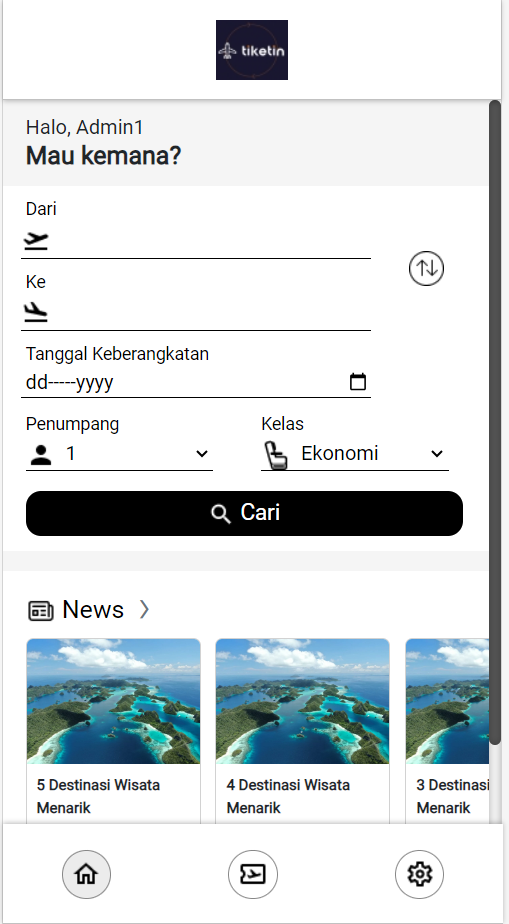 tiketin
Halo, Admin1
Mau kemana?
Dari
Ke
Tanggal Keberangkatan
dd-----yyyy
Penumpang
Kelas
1
Ekonomi
Cari
News
5 Destinasi Wisata
Menarik
4 Destinasi Wisata
Menarik
3 Destinasi
Menarik